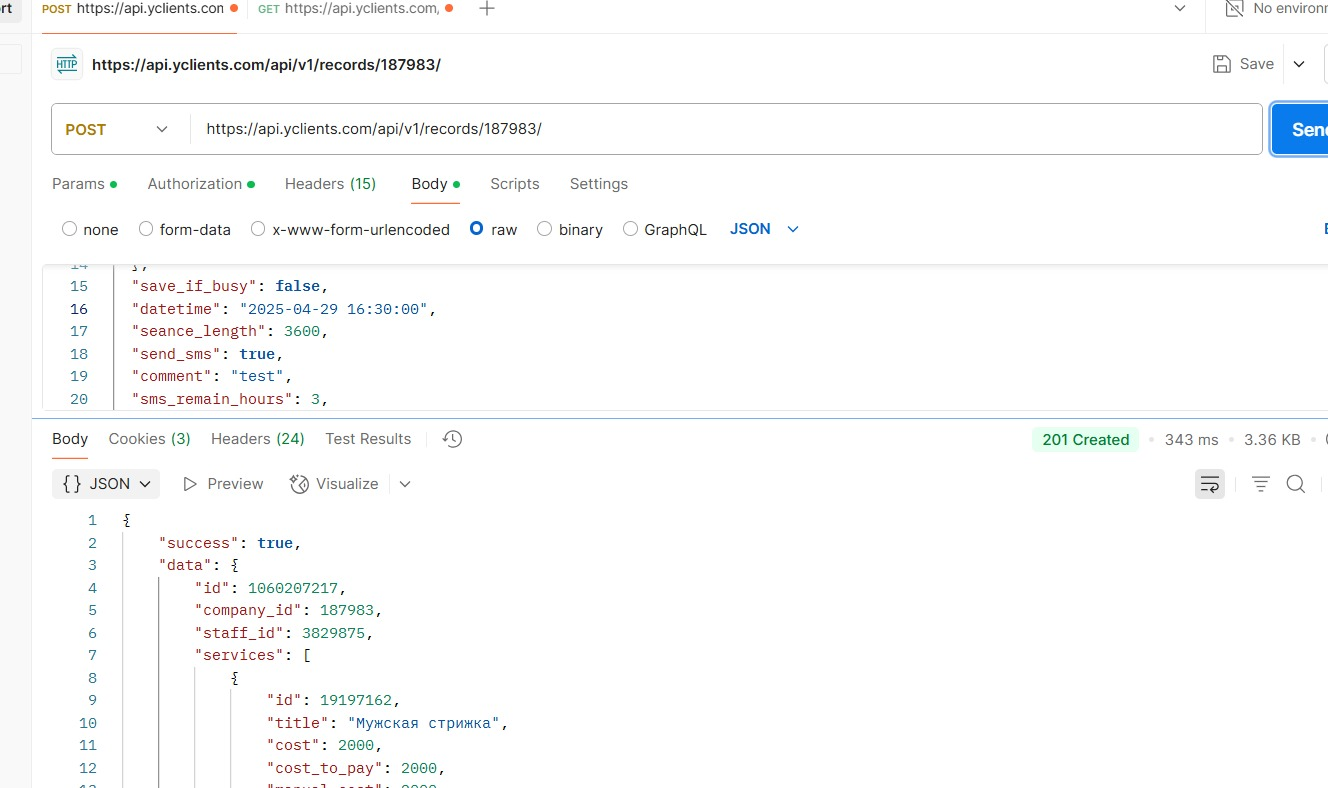 rt POST https://api.yclients.con GET https://api.yclients.com, No environm
HTTP https://api.yclients.com/api/v1/records/187983/ Save
POST https://api.yclients.com/api/v1/records/187983/ Send
Params Authorization Headers (15) Body Scripts Settings
none form-data x-www-form-urlencoded raw binary GraphQL JSON
14 },
15 "save_if_busy": false,
16 "datetime": "2025-04-29 16:30:00",
17 "seance_length": 3600,
18 "send_sms": true,
19 "comment": "test",
20 "sms_remain_hours": 3,
Body Cookies (3) Headers (24) Test Results 201 Created 343 ms 3.36 KB
{} JSON Preview Visualize
1 {
2 "success": true,
3 "data": {
4 "id": 1060207217,
5 "company_id": 187983,
6 "staff_id": 3829875,
7 "services": [
8 {
9 "id": 19197162,
10 "title": "Мужская стрижка",
11 "cost": 2000,
12 "cost_to_pay": 2000,